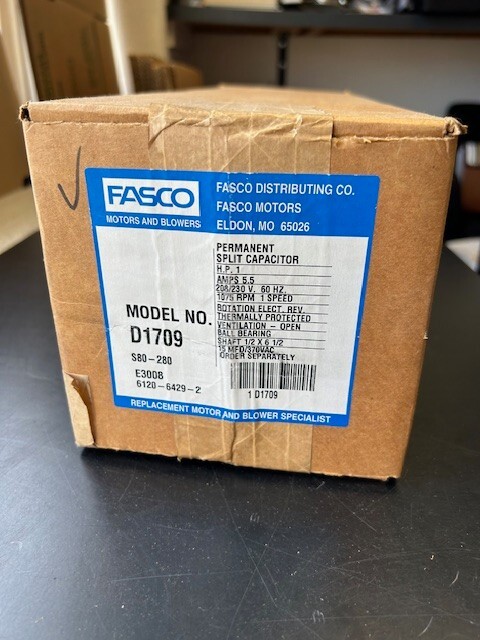 FASCO
MOTORS AND BLOWERS
FASCO DISTRIBUTING CO.
FASCO MOTORS
ELDON, MO 65026
PERMANENT
SPLIT CAPACITOR
H.P. 1
AMPS 5.5
208/230 V. 60 HZ.
1075 RPM 1 SPEED
ROTATION ELECT. REV.
THERMALLY PROTECTED
VENTILATION - OPEN
BALL BEARING
SHAFT 1/2 X 6 1/2
15 MFD/370VAC
ORDER SEPARATELY
MODEL NO.
D1709
S80-280
E300B
6120-6429-2
1 D1709
REPLACEMENT MOTOR AND BLOWER SPECIALIST